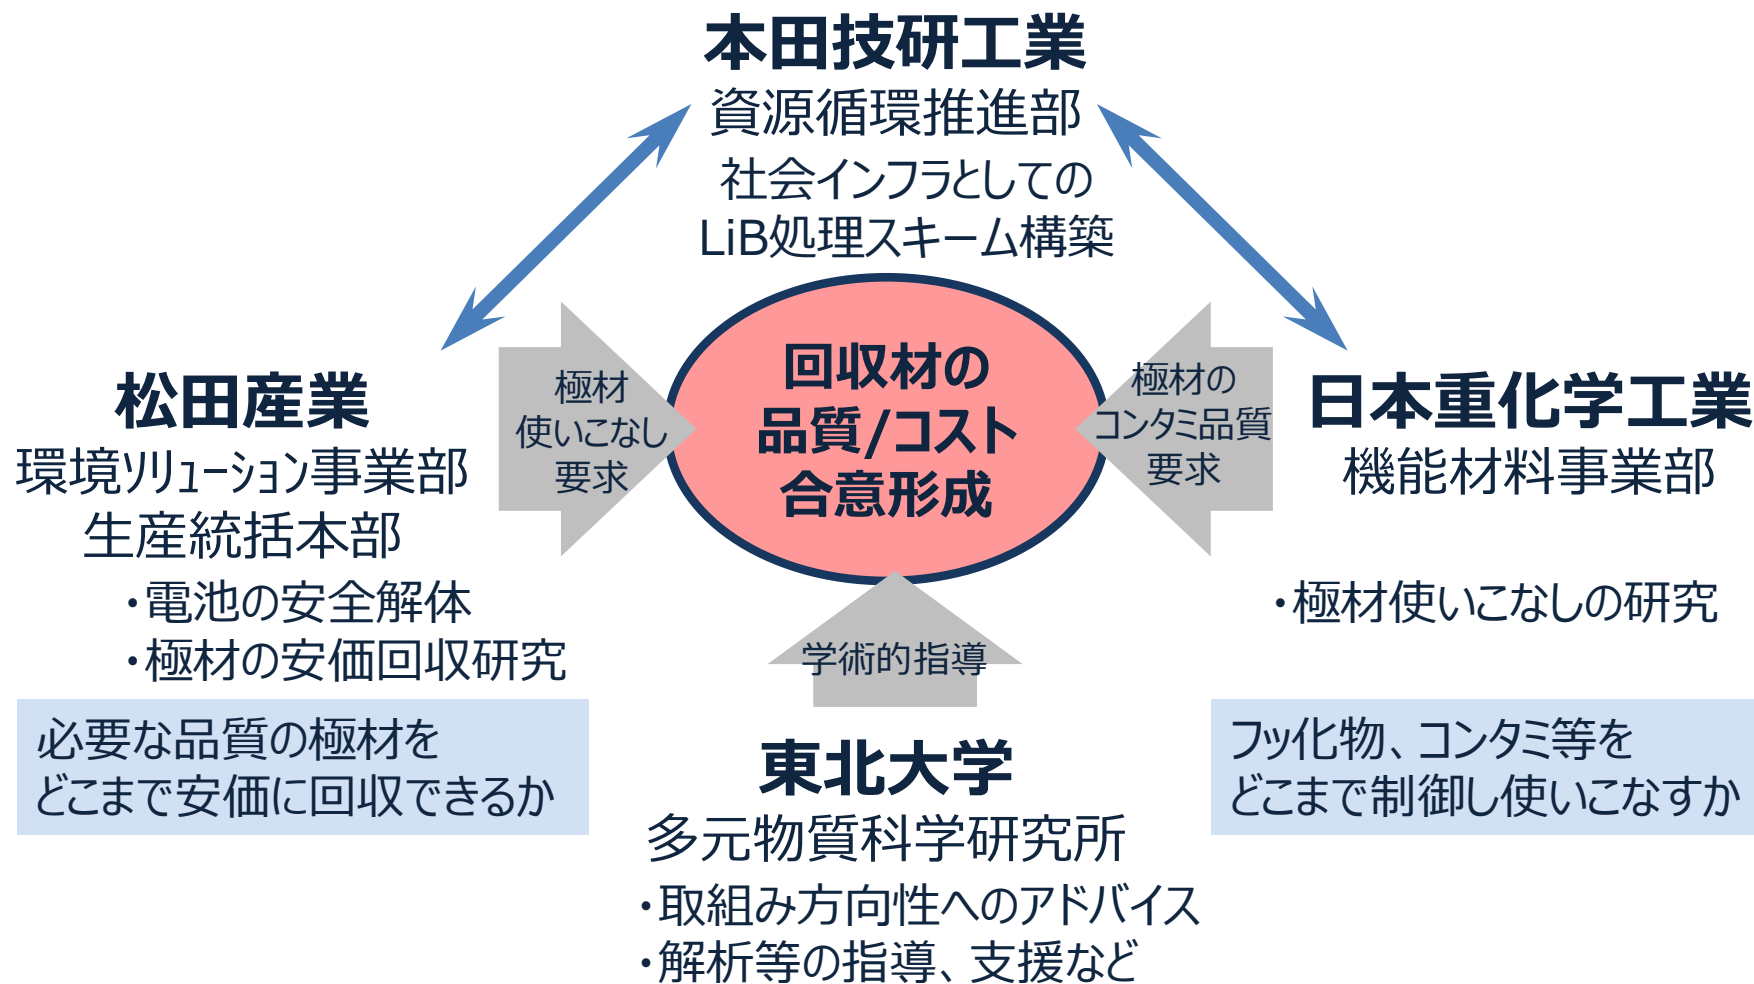 本田技研工業
資源循環推進部
社会インフラとしての
LiB処理スキーム構築
回収材の
品質/コスト
合意形成
極材
使いこなし
要求
極材の
コンタミ品質
要求
松田産業
環境ｿﾘｭｰｼｮﾝ事業部
生産統括本部
・電池の安全解体
・極材の安価回収研究
必要な品質の極材を
どこまで安価に回収できるか
日本重化学工業
機能材料事業部
・極材使いこなしの研究
フッ化物、コンタミ等を
どこまで制御し使いこなすか
学術的指導
東北大学
多元物質科学研究所
・取組み方向性へのアドバイス
・解析等の指導、支援など